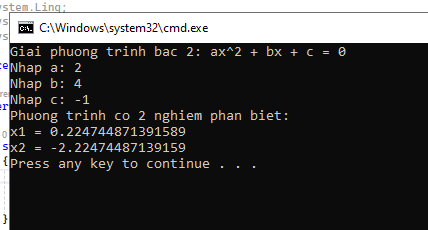 stem.Linq;
C:\Windows\system32\cmd.exe
Giai phuong trinh bac 2: ax^2 + bx + c = 0
Nhap a: 2
Nhap b: 4
Nhap c: -1
Phuong trinh co 2 nghiem phan biet:
x1 = 0.224744871391589
x2 = -2.22474487139159
Press any key to continue . . .
{
}